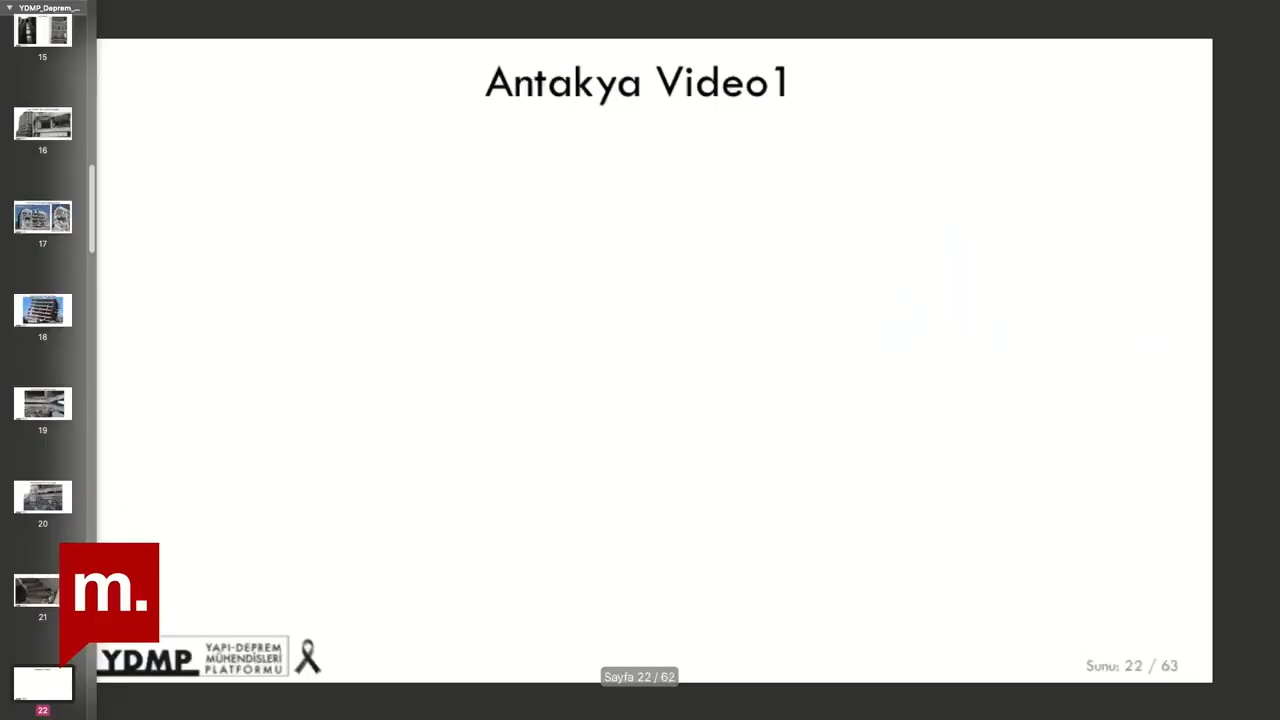 YDMP_Deprem_...
15
16
17
18
19
20
21
22
Antakya Video1
m.
YDMP
YAPI-DEPREM
MÜHENDİSLERİ
PLATFORMU
Sayfa 22 / 62
Sunu: 22 / 63